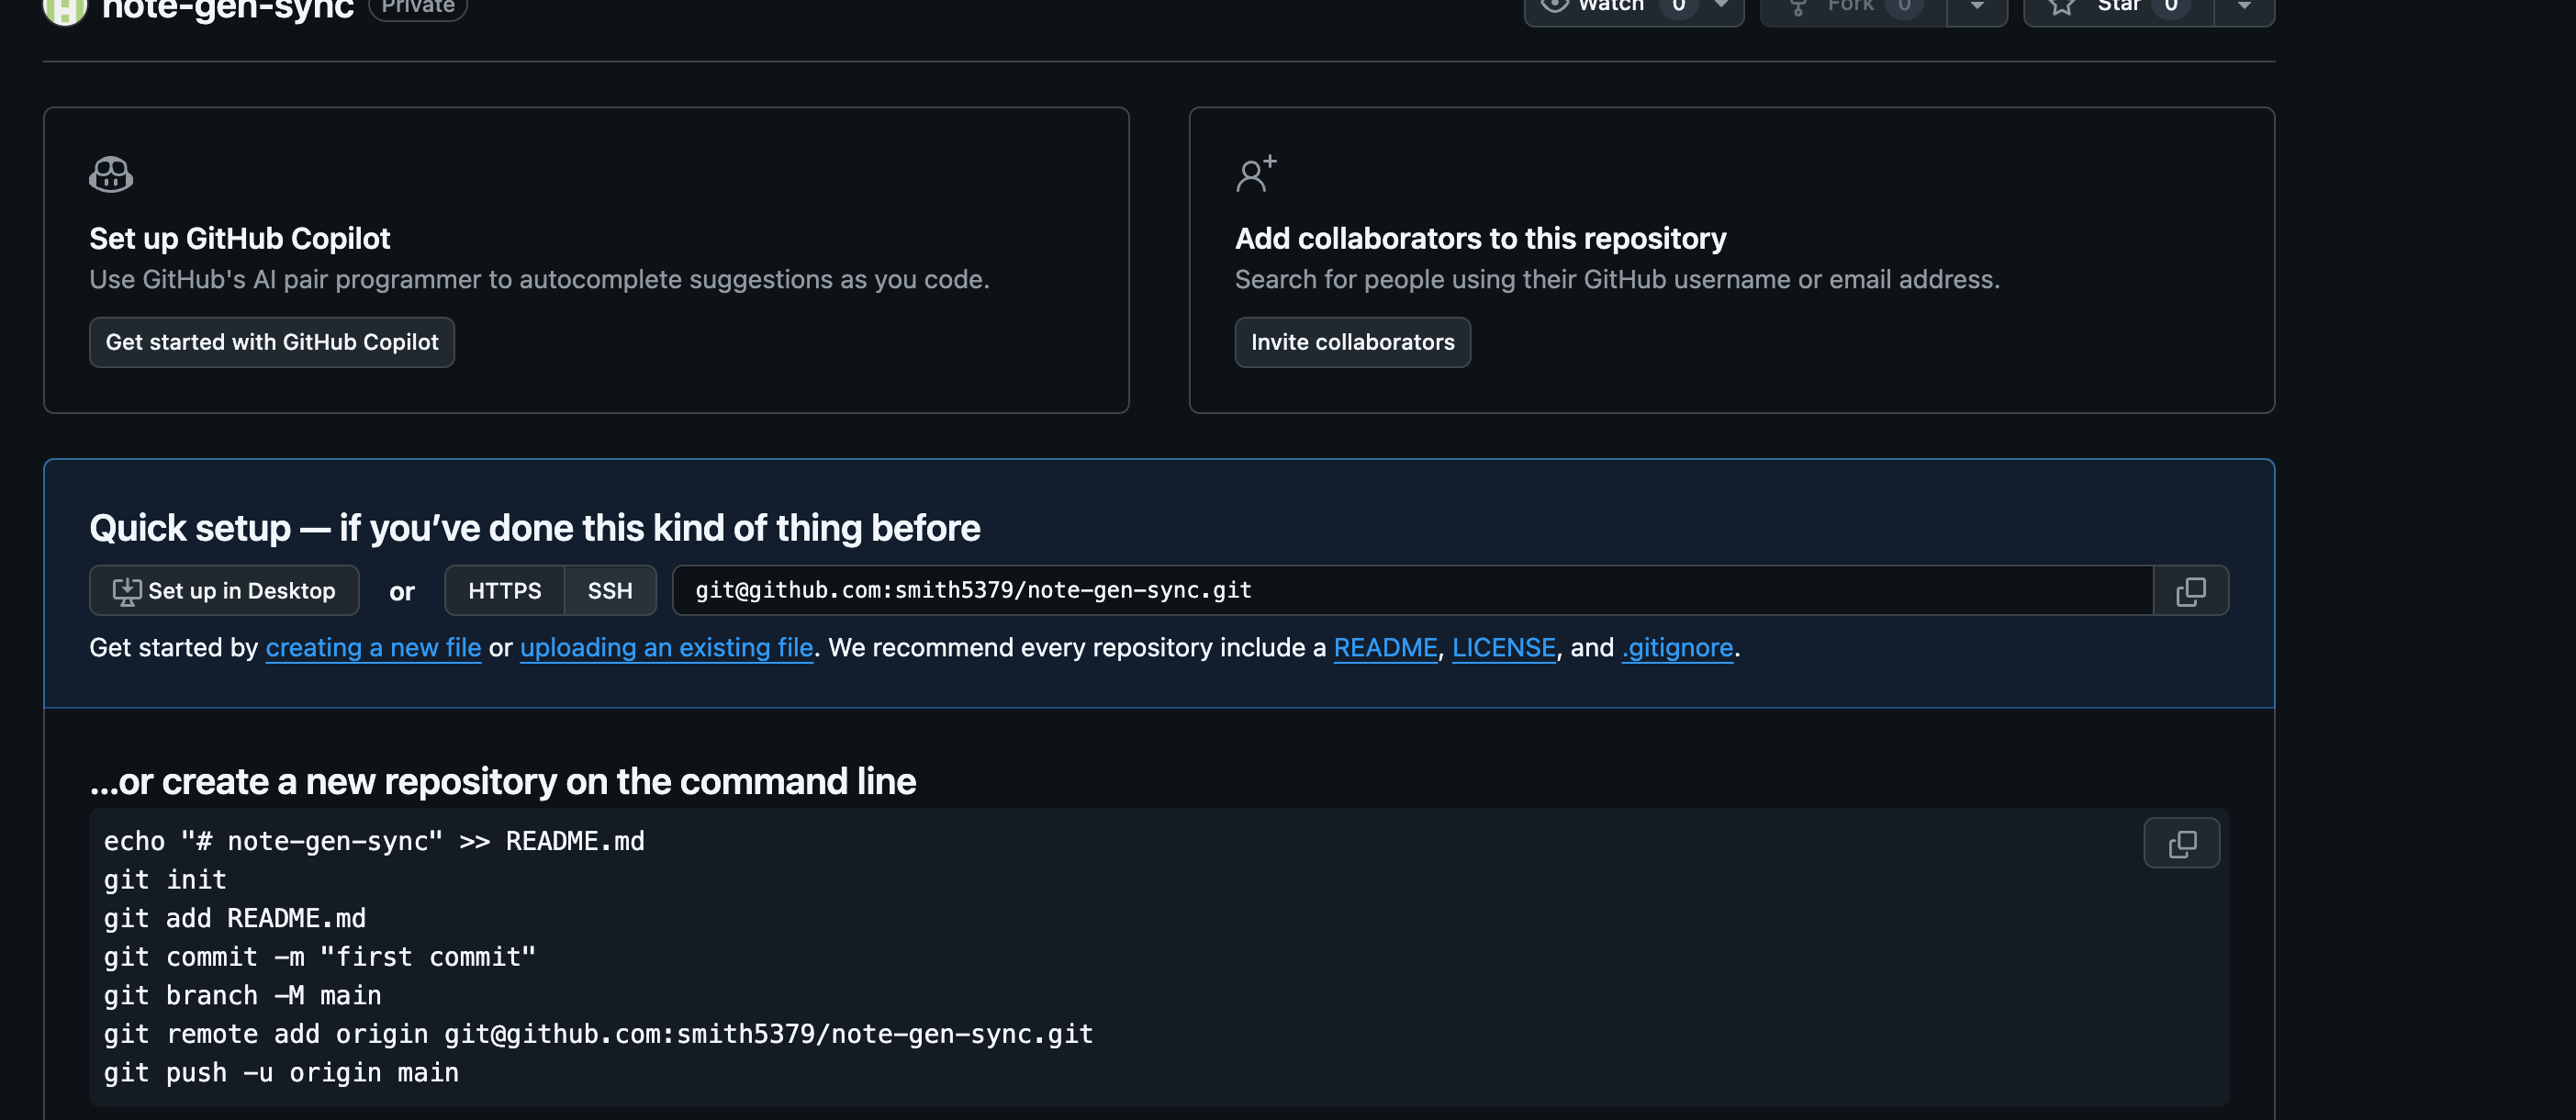 note-gen-sync Private
Watch 0 Fork 0 Star 0
Set up GitHub Copilot
Use GitHub's AI pair programmer to autocomplete suggestions as you code.
Get started with GitHub Copilot
Add collaborators to this repository
Search for people using their GitHub username or email address.
Invite collaborators
Quick setup — if you’ve done this kind of thing before
Set up in Desktop or HTTPS SSH git@github.com:smith5379/note-gen-sync.git
Get started by creating a new file or uploading an existing file. We recommend every repository include a README, LICENSE, and .gitignore.
…or create a new repository on the command line
echo "# note-gen-sync" >> README.md
git init
git add README.md
git commit -m "first commit"
git branch -M main
git remote add origin git@github.com:smith5379/note-gen-sync.git
git push -u origin main